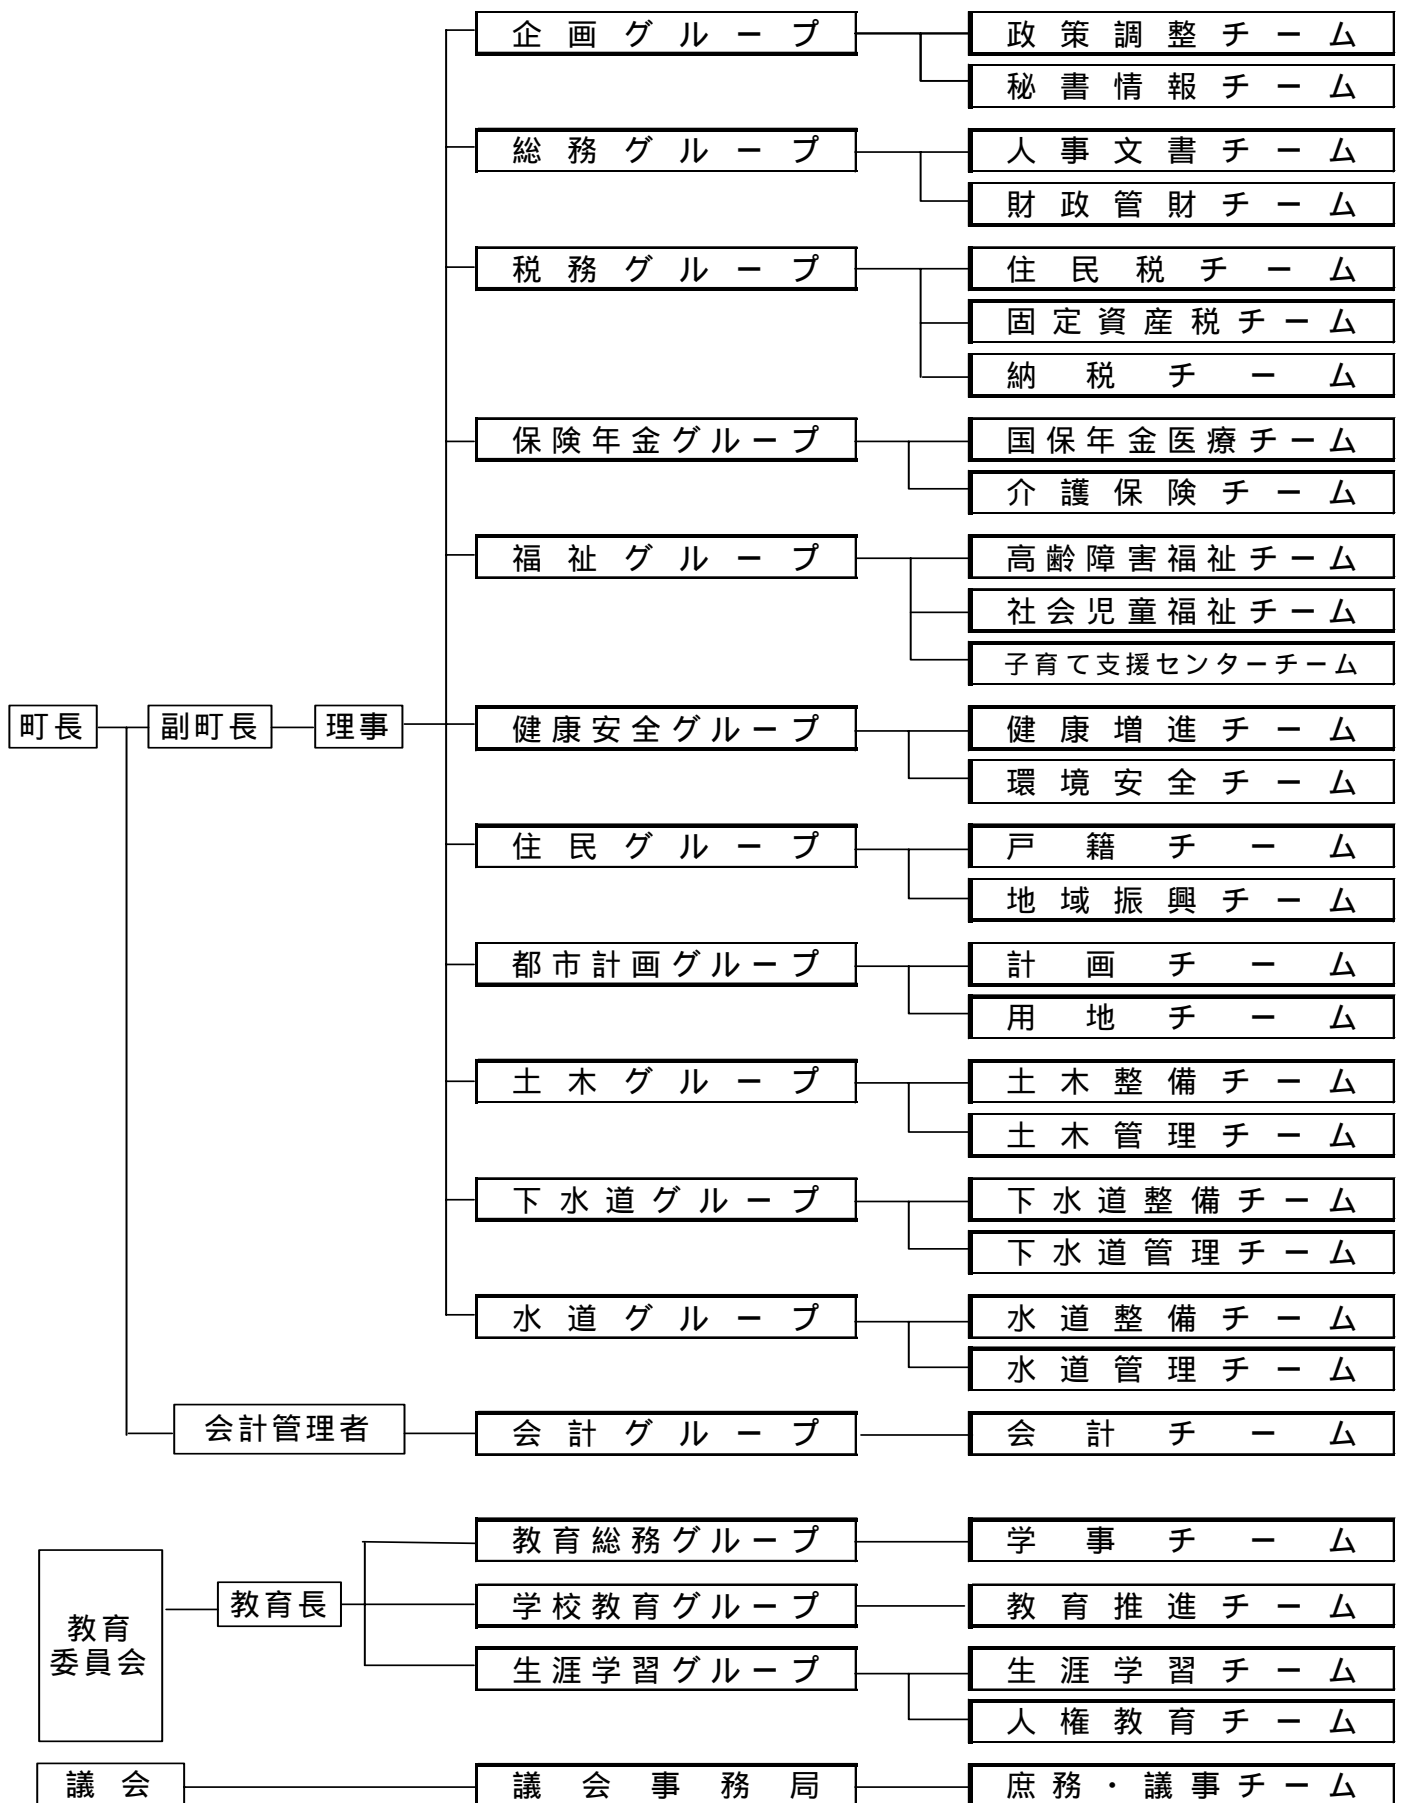 企画グループ
政策調整チーム
秘書情報チーム
総務グループ
人事文書チーム
財政管財チーム
税務グループ
住民税チーム
固定資産税チーム
納税チーム
保険年金グループ
国保年金医療チーム
介護保険チーム
福祉グループ
高齢障害福祉チーム
社会児童福祉チーム
子育て支援センターチーム
町長
副町長
理事
健康安全グループ
健康増進チーム
環境安全チーム
住民グループ
戸籍チーム
地域振興チーム
都市計画グループ
計画チーム
用地チーム
土木グループ
土木整備チーム
土木管理チーム
下水道グループ
下水道整備チーム
下水道管理チーム
水道グループ
水道整備チーム
水道管理チーム
会計管理者
会計グループ
会計チーム
教育総務グループ
学事チーム
教育
委員会
教育長
学校教育グループ
教育推進チーム
生涯学習グループ
生涯学習チーム
人権教育チーム
議会
議会事務局
庶務・議事チーム